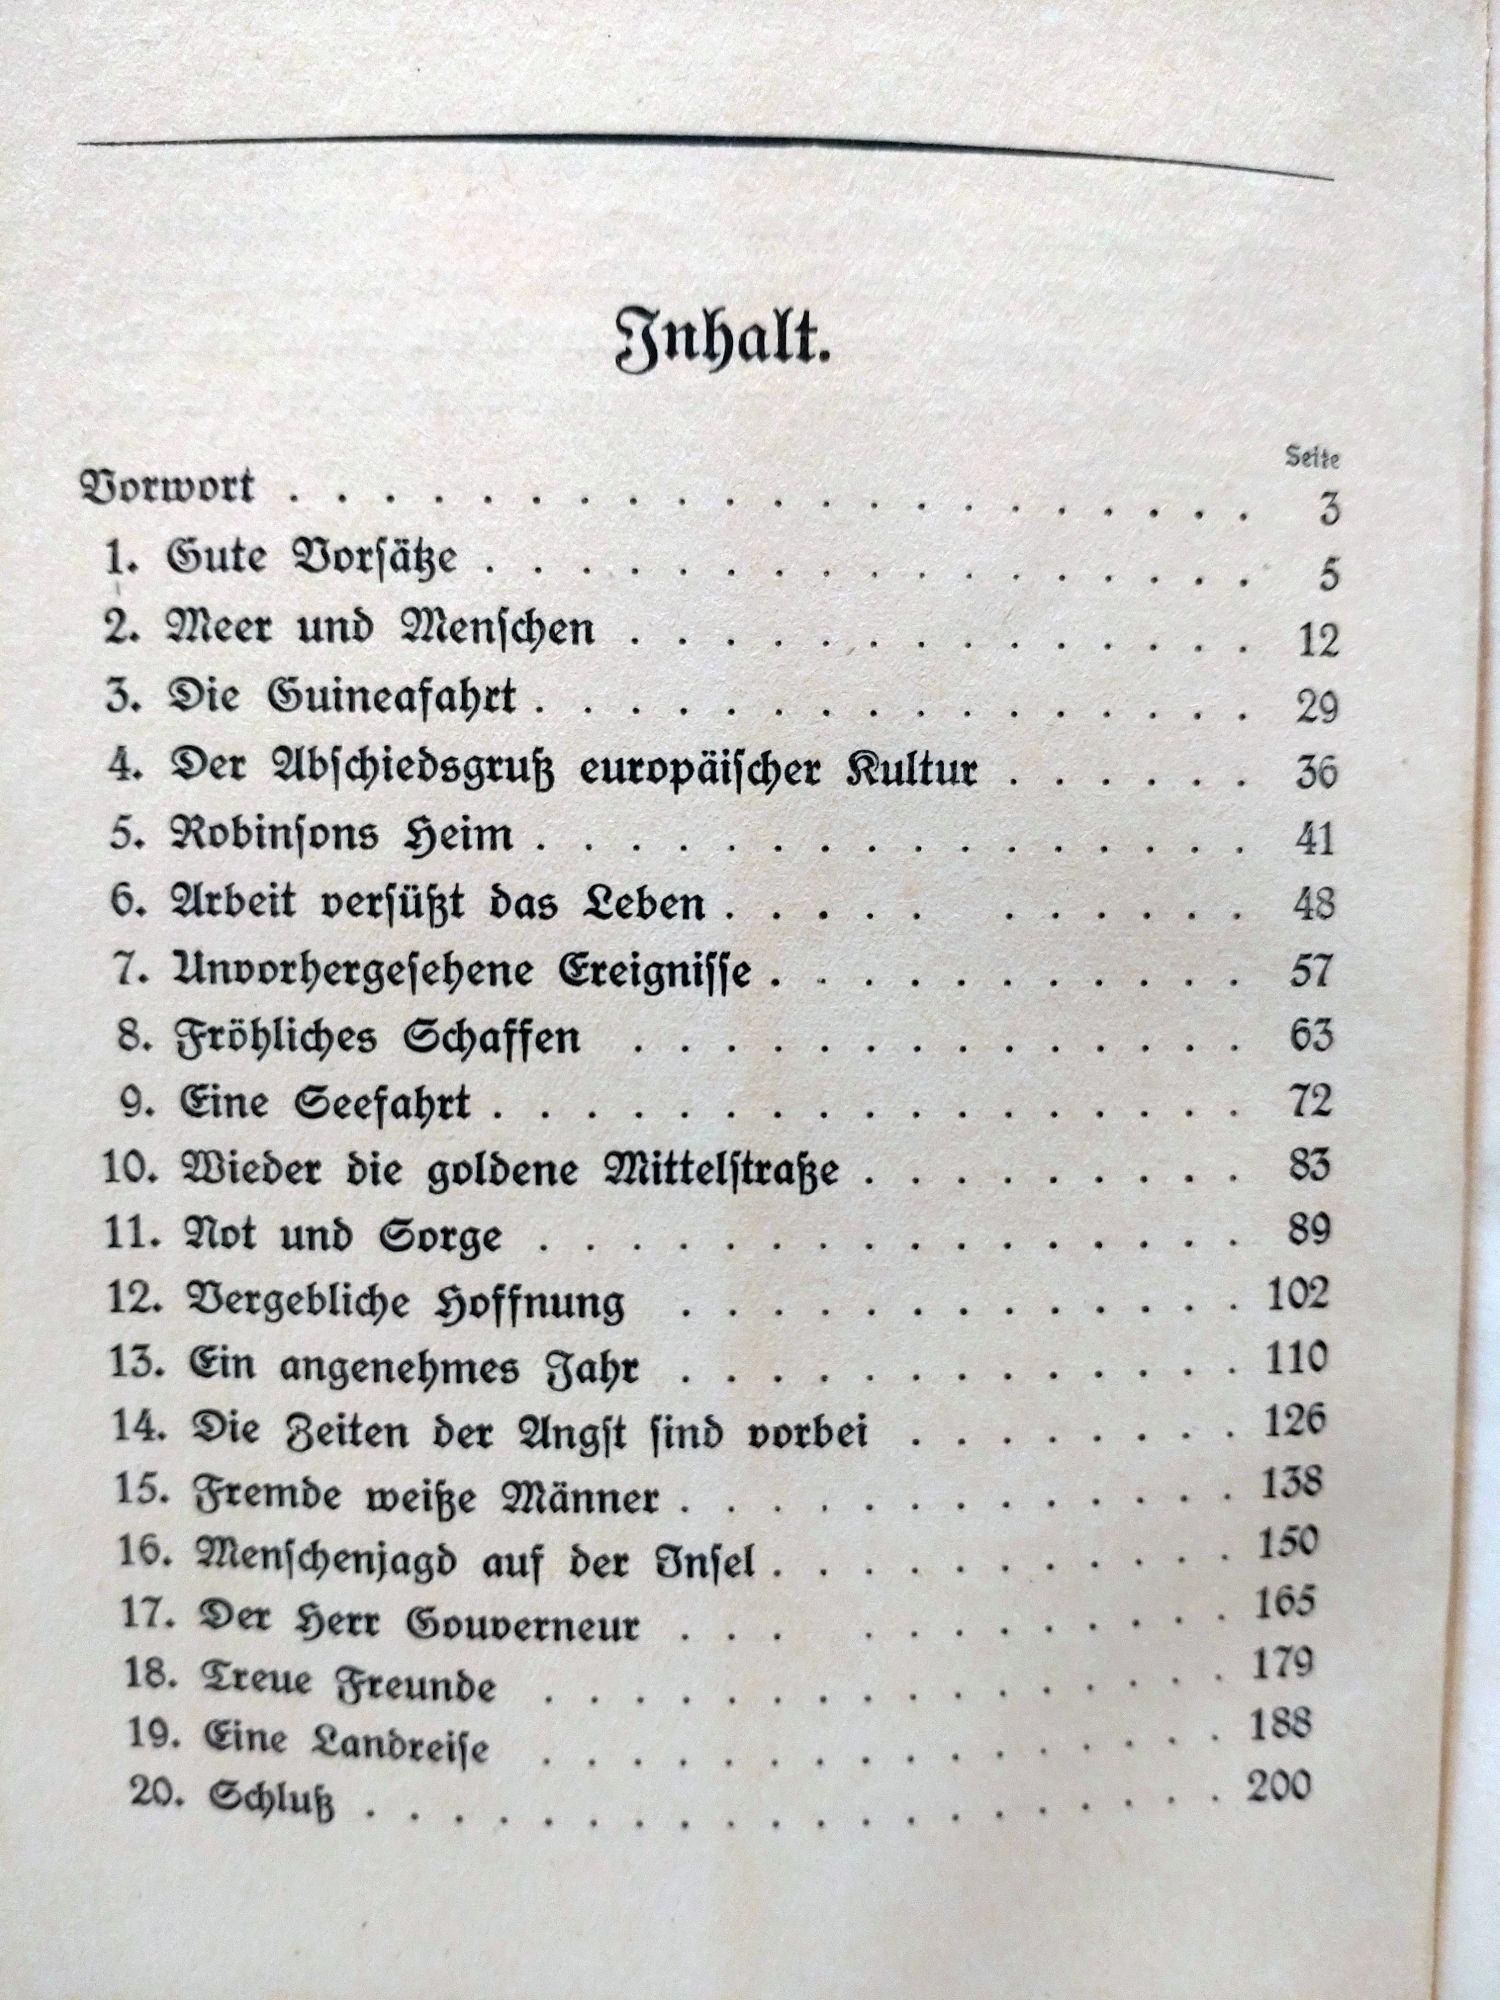 Inhalt.
Seite
Vorwort . . . . . . . . . . . . . . . . . . . . . 3
1. Gute Vorsätze . . . . . . . . . . . . . . . . . 5
2. Meer und Menschen . . . . . . . . . . . . . . 12
3. Die Guineafahrt . . . . . . . . . . . . . . . . 29
4. Der Abschiedsgruß europäischer Kultur . . . . . . 36
5. Robinsons Heim . . . . . . . . . . . . . . . . 41
6. Arbeit versüßt das Leben . . . . . . . . . . . 48
7. Unvorhergesehene Ereignisse . . . . . . . . . . . 57
8. Fröhliches Schaffen . . . . . . . . . . . . . . 63
9. Eine Seefahrt . . . . . . . . . . . . . . . . . 72
10. Wieder die goldene Mittelstraße . . . . . . . . . 83
11. Not und Sorge . . . . . . . . . . . . . . . . 89
12. Vergebliche Hoffnung . . . . . . . . . . . . . 102
13. Ein angenehmes Jahr . . . . . . . . . . . . . 110
14. Die Zeiten der Angst sind vorbei . . . . . . . . 126
15. Fremde weiße Männer . . . . . . . . . . . . . 138
16. Menschenjagd auf der Insel . . . . . . . . . . . 150
17. Der Herr Gouverneur . . . . . . . . . . . . 165
18. Treue Freunde . . . . . . . . . . . . . . . . 179
19. Eine Landreise . . . . . . . . . . . . . . . . 188
20. Schluß . . . . . . . . . . . . . . . . . . . . 200